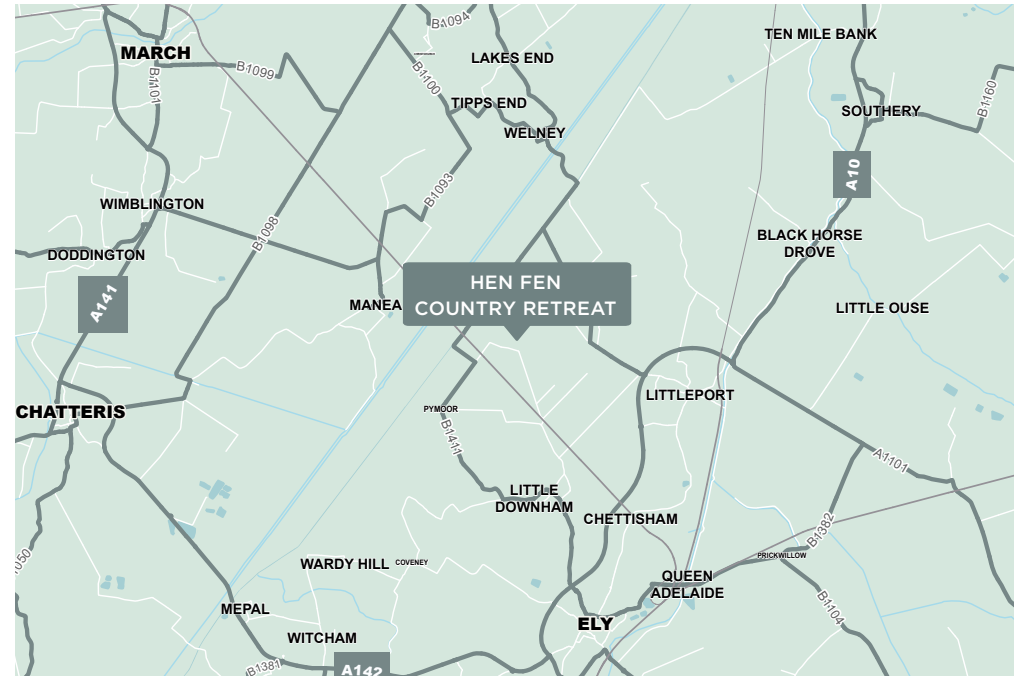 B1094
TEN MILE BANK
MARCH
LAKES END
B1099
B1100
B1101
B1160
TIPPS END
SOUTHERY
WELNEY
A10
B1093
WIMBLINGTON
B1098
BLACK HORSE
DROVE
DODDINGTON
HEN FEN
COUNTRY RETREAT
A141
MANEA
LITTLE OUSE
LITTLEPORT
CHATTERIS
PYMOOR
B1411
A1101
LITTLE
DOWNHAM
CHETTISHAM
B1382
1050
WARDY HILL
COVENEY
PRICKWILLOW
QUEEN
ADELAIDE
MEPAL
B1104
ELY
WITCHAM
B1381
A142